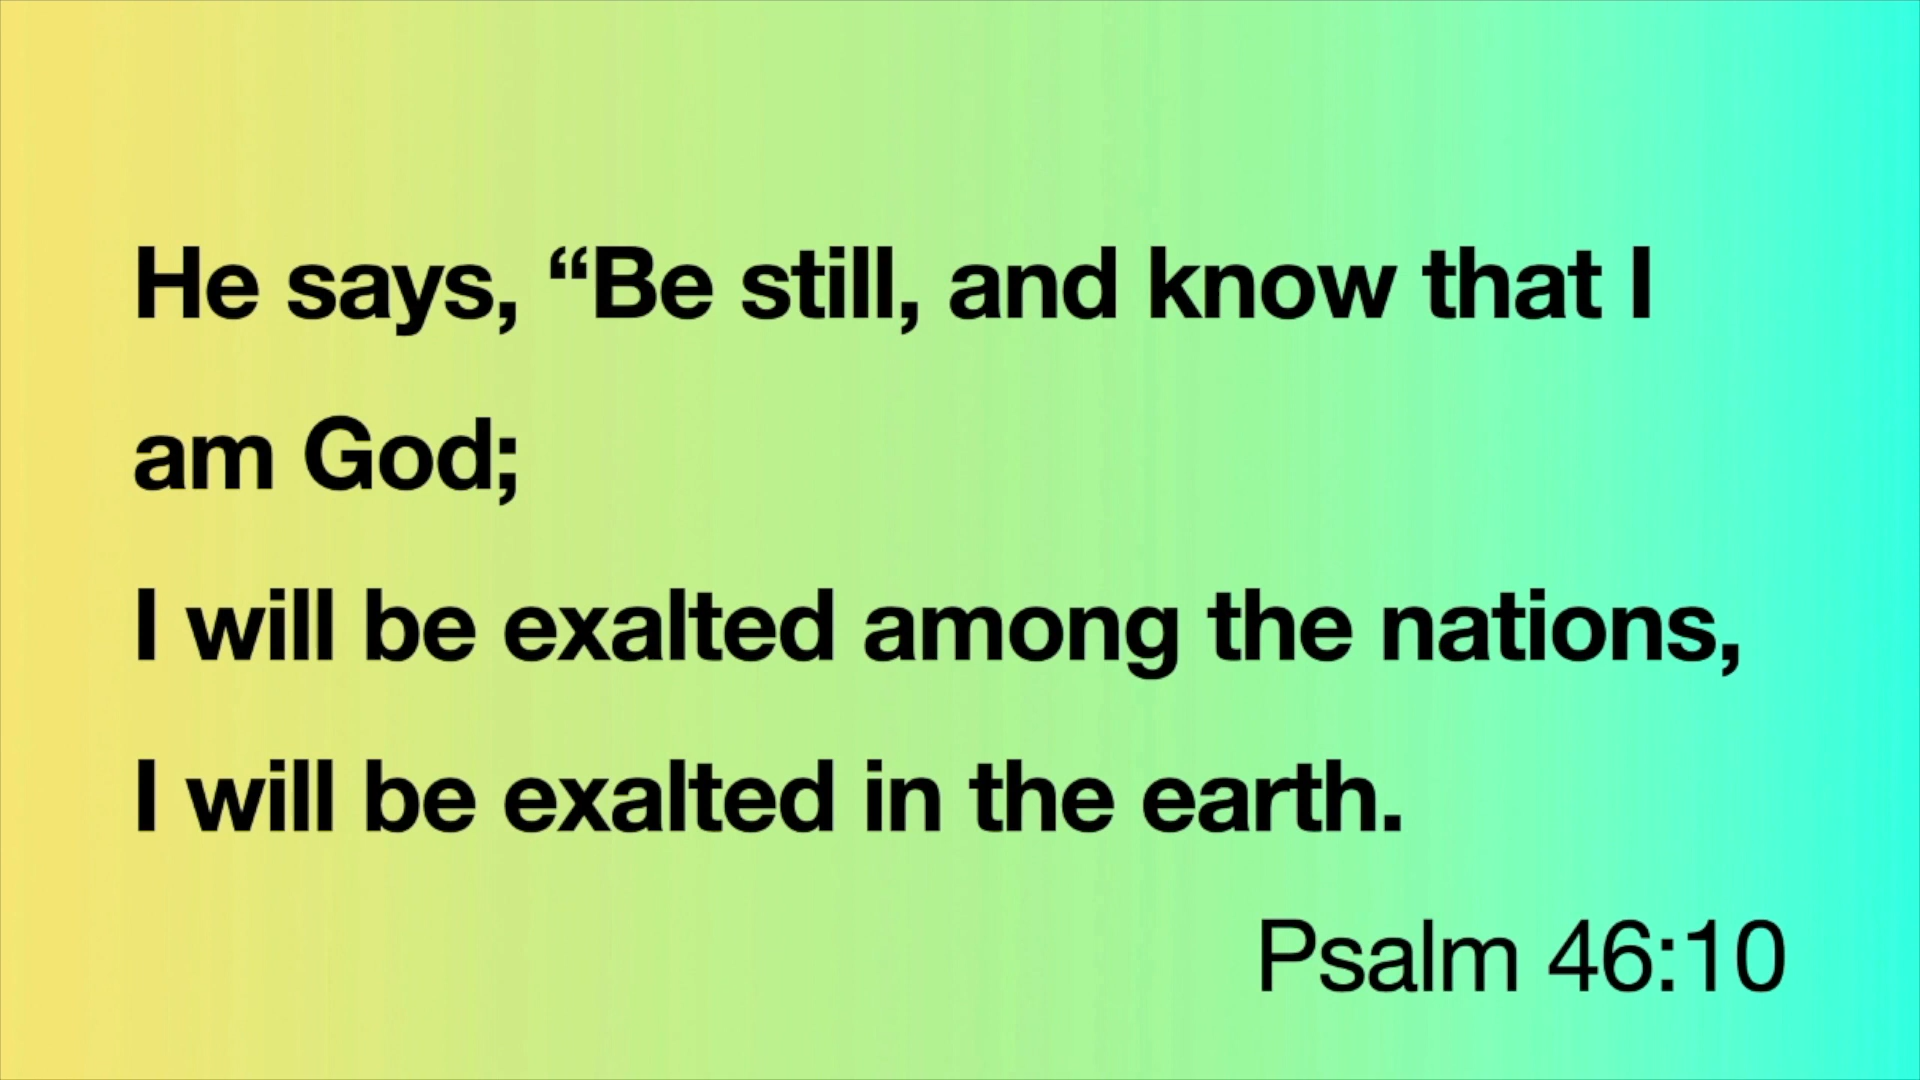 He says, “Be still, and know that I
am God;
I will be exalted among the nations,
I will be exalted in the earth.
Psalm 46:10